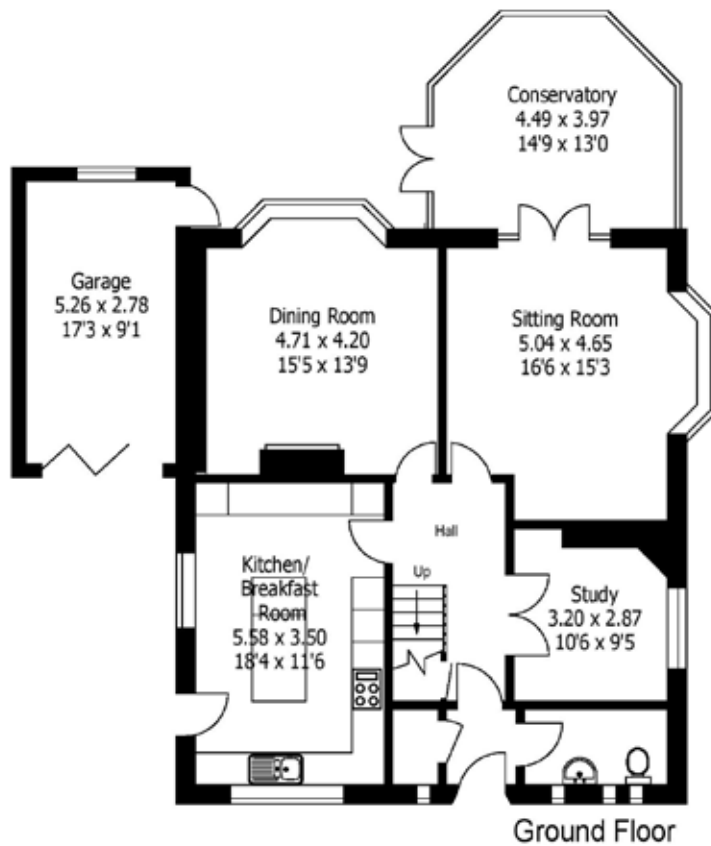 Conservatory
4.49 x 3.97
14'9 x 13'0
Garage
5.26 x 2.78
17'3 x 9'1
Dining Room
4.71 x 4.20
15'5 x 13'9
Sitting Room
5.04 x 4.65
16'6 x 15'3
Hall
Up
Kitchen/
Breakfast
Room
5.58 x 3.50
18'4 x 11'6
Study
3.20 x 2.87
10'6 x 9'5
Ground Floor